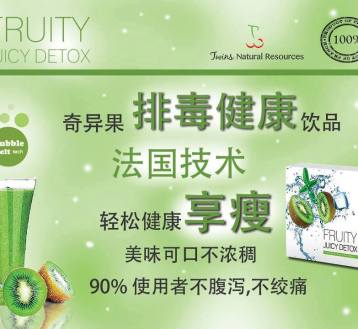 FRUITY
JUICY DETOX
Twins Natural Resources
100%
奇异果 排毒健康 饮品
法国技术
轻松健康 享瘦
美味可口不浓稠
90% 使用者不腹泻,不绞痛
FRUITY
JUICY DETOX